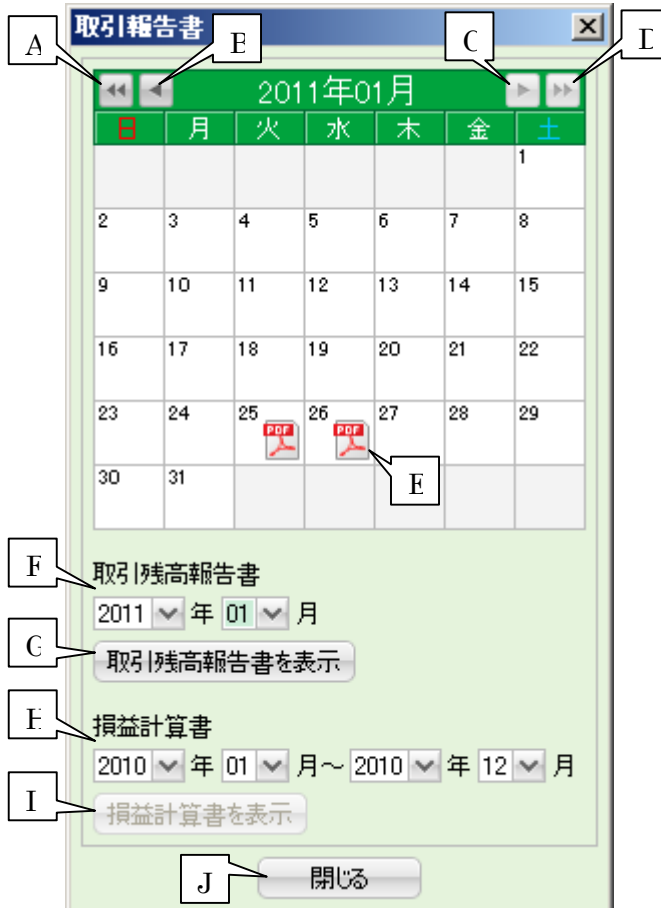 取引報告書
A
B
C
D
2011年01月
日 月 火 水 木 金 土
1
2 3 4 5 6 7 8
9 10 11 12 13 14 15
16 17 18 19 20 21 22
23 24 25 PDF 26 PDF 27 28 29
E
30 31
F
取引残高報告書
2011 年 01 月
G
取引残高報告書を表示
H
損益計算書
2010 年 01 月～ 2010 年 12 月
I
損益計算書を表示
J
閉じる